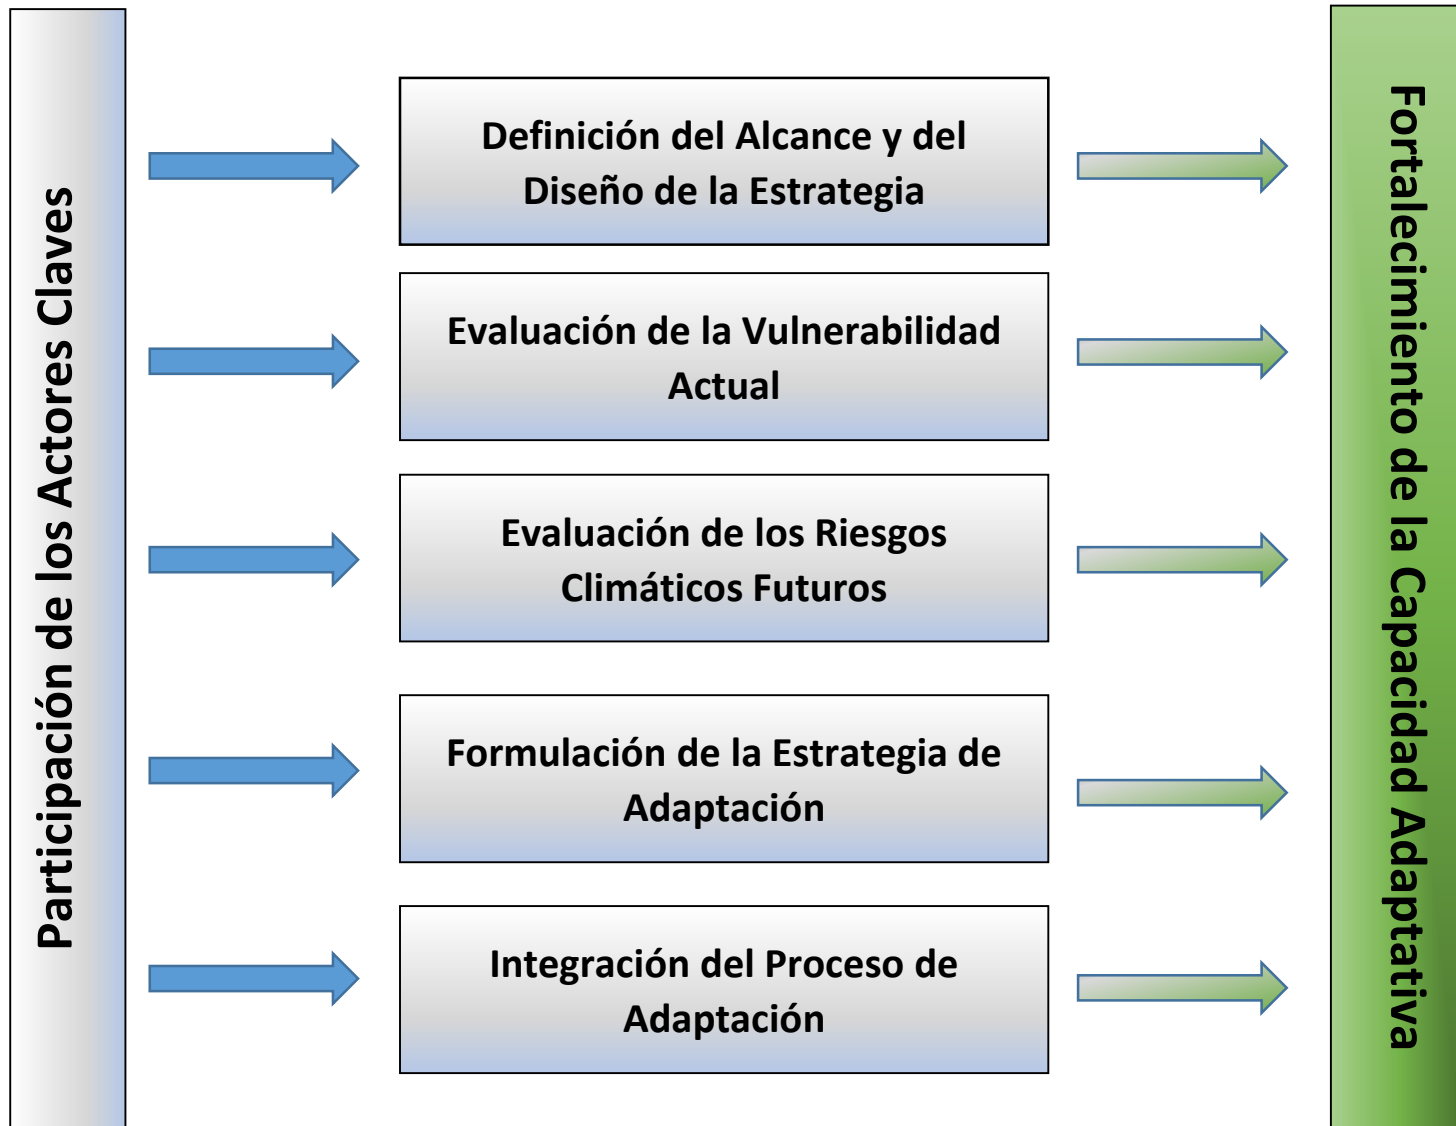 Participación de los Actores Claves
Definición del Alcance y del
Diseño de la Estrategia
Evaluación de la Vulnerabilidad
Actual
Evaluación de los Riesgos
Climáticos Futuros
Formulación de la Estrategia de
Adaptación
Integración del Proceso de
Adaptación
Fortalecimiento de la Capacidad Adaptativa